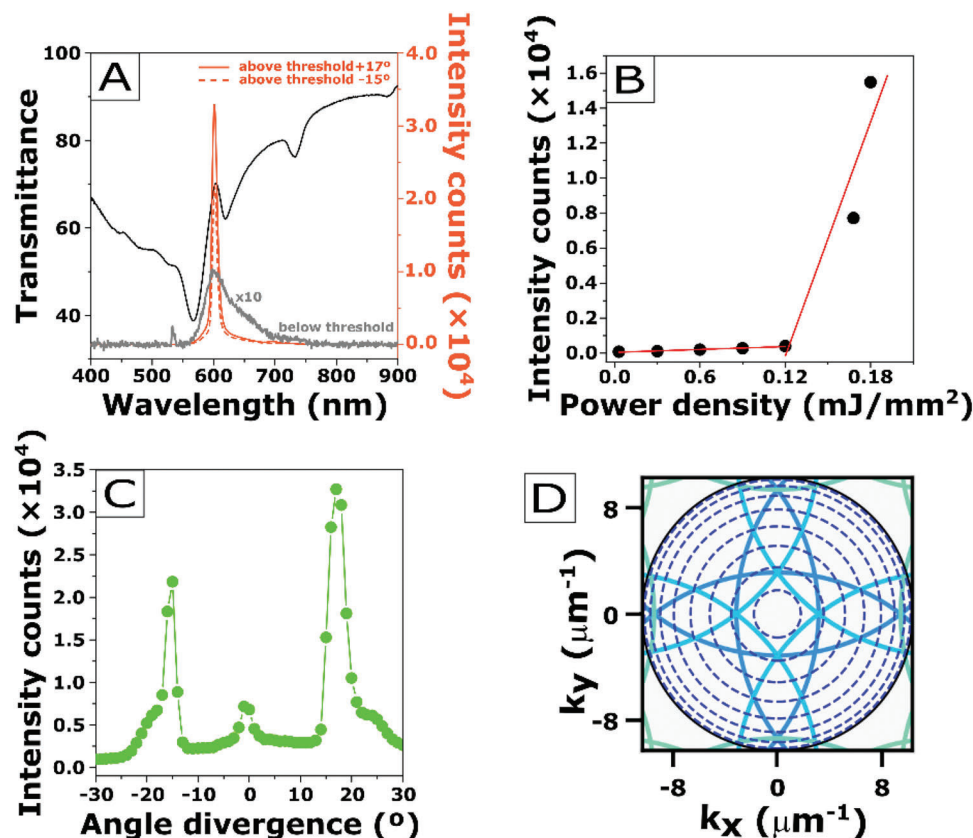 A
Transmittance
100
80
60
40
400 500 600 700 800 900
Wavelength (nm)
above threshold+17º
above threshold -15º
x10
below threshold
4.0
3.0
2.0
1.0
0.0
Intensity counts (×10⁴)
B
Intensity counts (×10⁴)
1.6
1.4
1.2
1.0
0.8
0.6
0.4
0.2
0.0
0.00 0.06 0.12 0.18
Power density (mJ/mm²)
C
Intensity counts (×10⁴)
3.5
3.0
2.5
2.0
1.5
1.0
0.5
0.0
-30 -20 -10 0 10 20 30
Angle divergence (º)
D
ky (μm⁻¹)
8
0
-8
-8 0 8
kx (μm⁻¹)